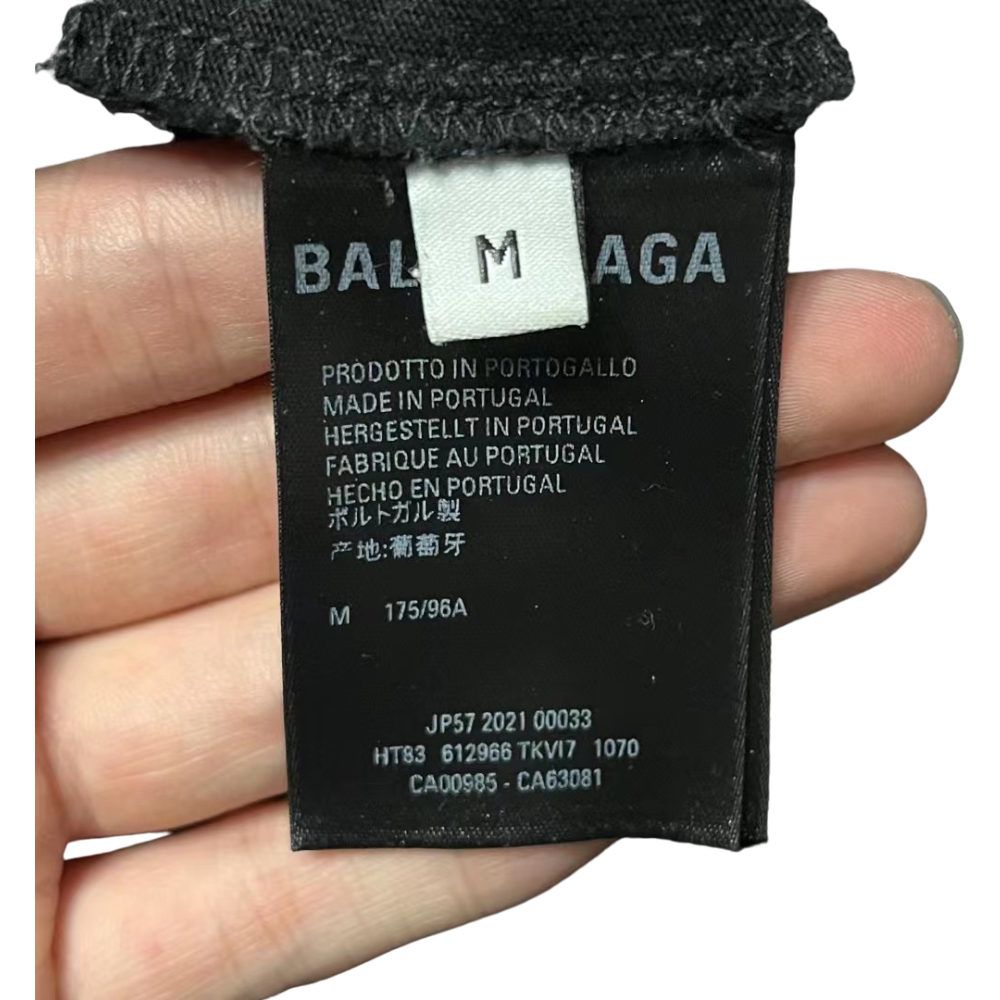 M
BAL AGA
PRODOTTO IN PORTOGALLO
MADE IN PORTUGAL
HERGESTELLT IN PORTUGAL
FABRIQUE AU PORTUGAL
HECHO EN PORTUGAL
ポルトガル製
产地:葡萄牙
M 175/96A
JP57 2021 00033
HT83 612966 TKVI7 1070
CA00985 - CA63081